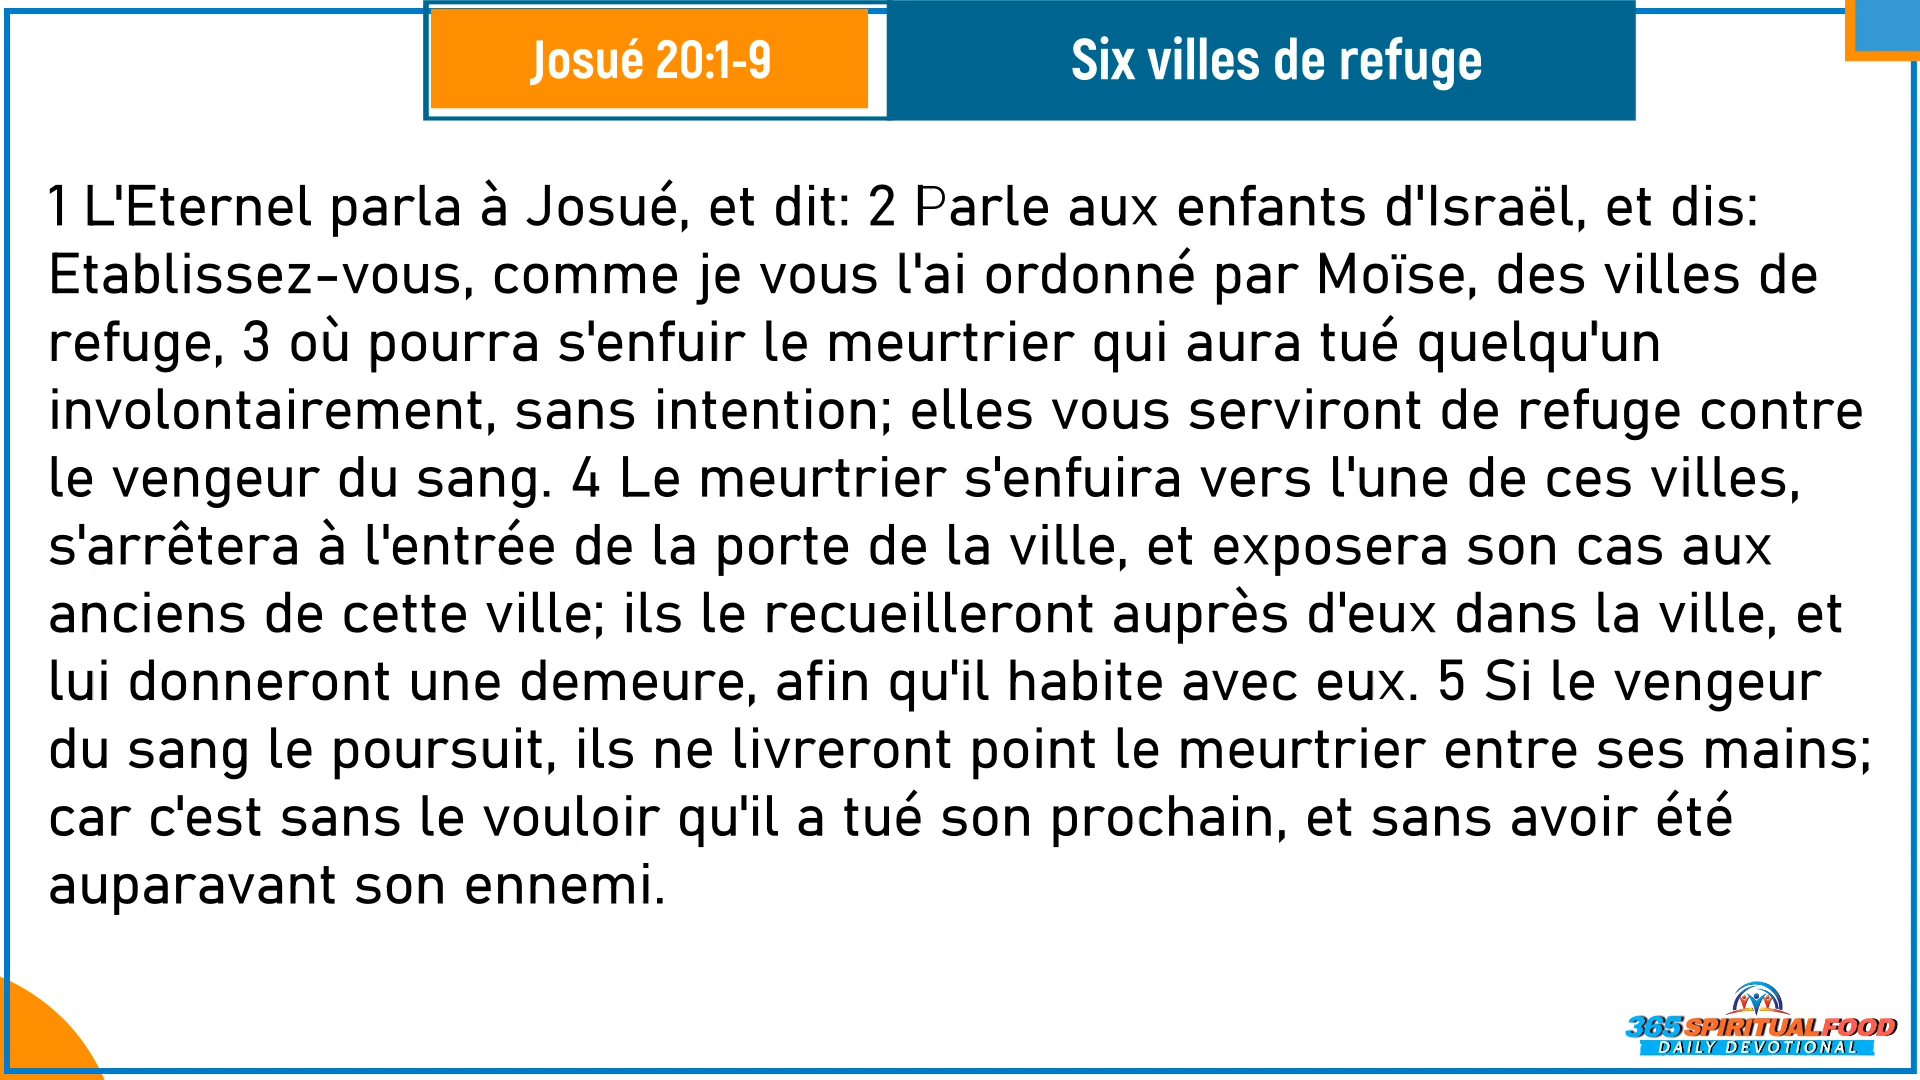 Josué 20:1-9
Six villes de refuge
1 L'Eternel parla à Josué, et dit: 2 Parle aux enfants d'Israël, et dis:
Etablissez-vous, comme je vous l'ai ordonné par Moïse, des villes de
refuge, 3 où pourra s'enfuir le meurtrier qui aura tué quelqu'un
involontairement, sans intention; elles vous serviront de refuge contre
le vengeur du sang. 4 Le meurtrier s'enfuira vers l'une de ces villes,
s'arrêtera à l'entrée de la porte de la ville, et exposera son cas aux
anciens de cette ville; ils le recueilleront auprès d'eux dans la ville, et
lui donneront une demeure, afin qu'il habite avec eux. 5 Si le vengeur
du sang le poursuit, ils ne livreront point le meurtrier entre ses mains;
car c'est sans le vouloir qu'il a tué son prochain, et sans avoir été
auparavant son ennemi.
365 SPIRITUAL FOOD
DAILY DEVOTIONAL